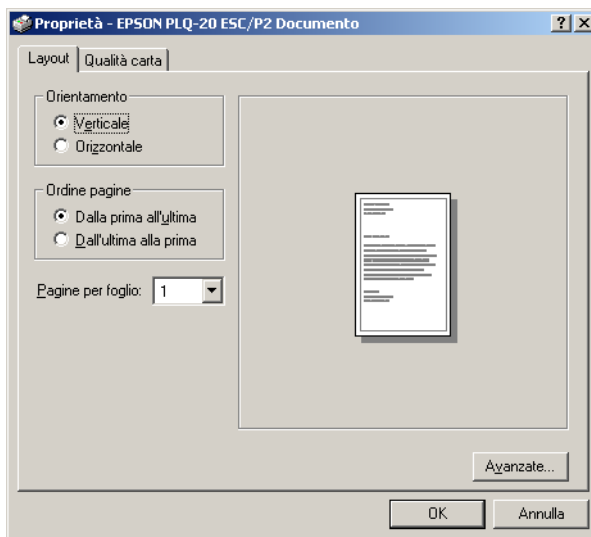 Proprietà - EPSON PLQ-20 ESC/P2 Documento
Layout
Qualità carta
Orientamento
Verticale
Orizzontale
Ordine pagine
Dalla prima all'ultima
Dall'ultima alla prima
Pagine per foglio: 1
Avanzate...
OK
Annulla